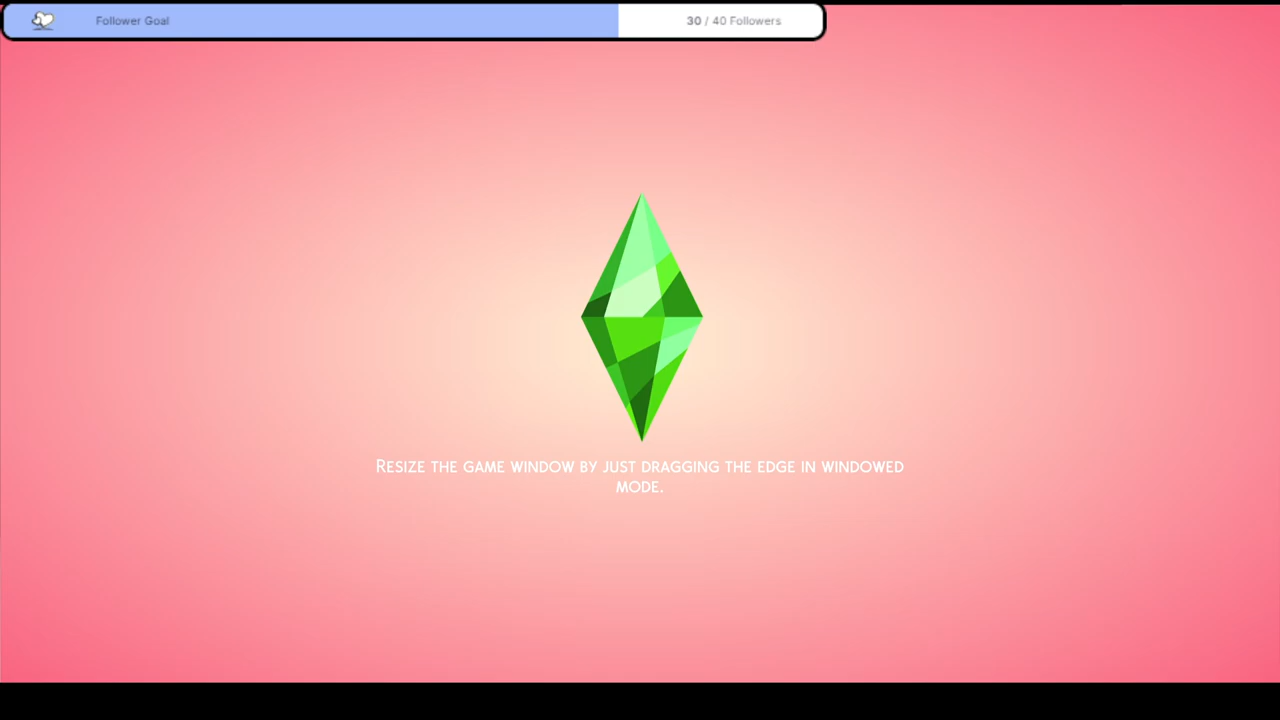 Follower Goal 30 / 40 Followers
Resize the game window by just dragging the edge in windowed
mode.